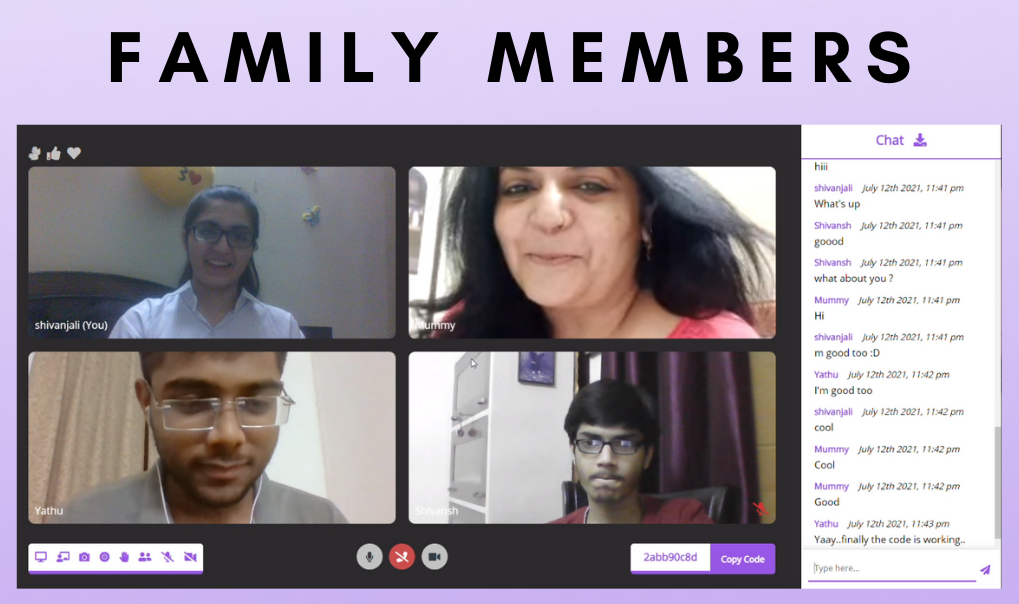 FAMILY MEMBERS
Chat
hiii
shivanjali July 12th 2021, 11:41 pm
What's up
Shivansh July 12th 2021, 11:41 pm
goood
Shivansh July 12th 2021, 11:41 pm
what about you ?
Mummy July 12th 2021, 11:41 pm
Hi
shivanjali July 12th 2021, 11:41 pm
m good too :D
Yathu July 12th 2021, 11:42 pm
I'm good too
shivanjali July 12th 2021, 11:42 pm
cool
Mummy July 12th 2021, 11:42 pm
Cool
Mummy July 12th 2021, 11:42 pm
Good
Yathu July 12th 2021, 11:43 pm
Yaay..finally the code is working..
Type here...
shivanjali (You)
Mummy
Yathu
Shivansh
2abb90c8d
Copy Code